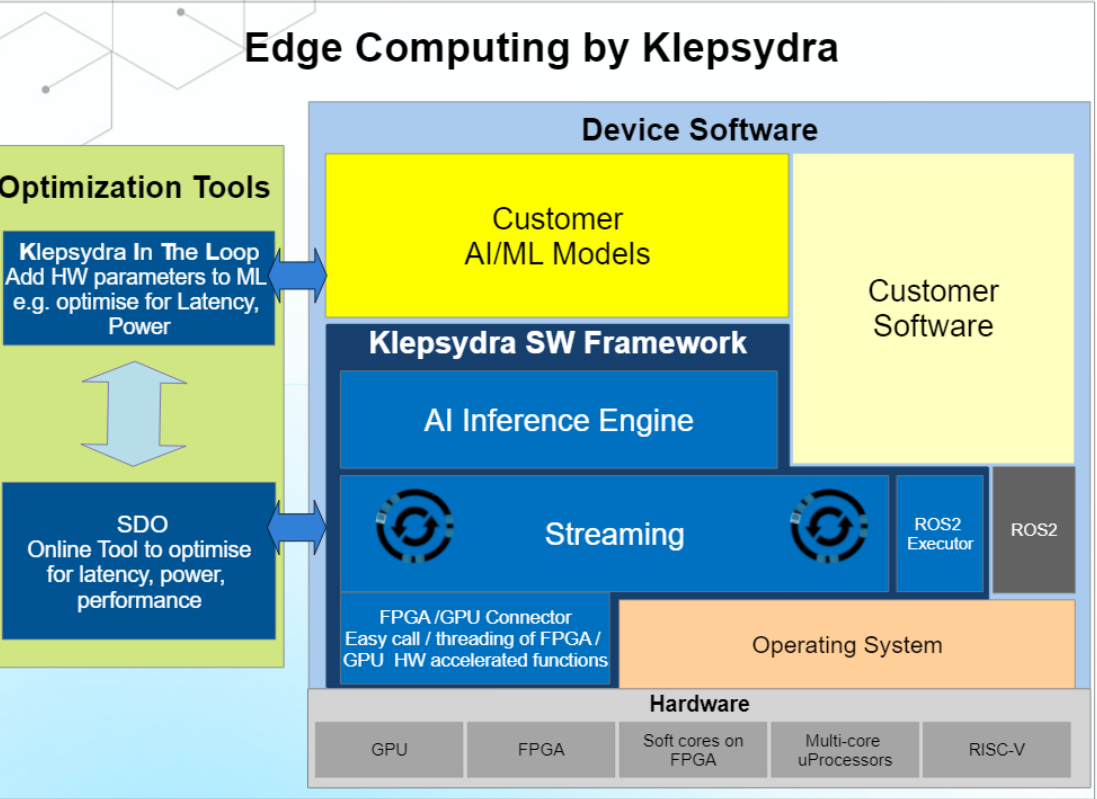 Edge Computing by Klepsydra
Optimization Tools
Klepsydra In The Loop
Add HW parameters to ML
e.g. optimise for Latency,
Power
SDO
Online Tool to optimise
for latency, power,
performance
Device Software
Customer
AI/ML Models
Customer
Software
Klepsydra SW Framework
AI Inference Engine
Streaming
ROS2
Executor
ROS2
FPGA /GPU Connector
Easy call / threading of FPGA /
GPU HW accelerated functions
Operating System
Hardware
GPU
FPGA
Soft cores on
FPGA
Multi-core
uProcessors
RISC-V